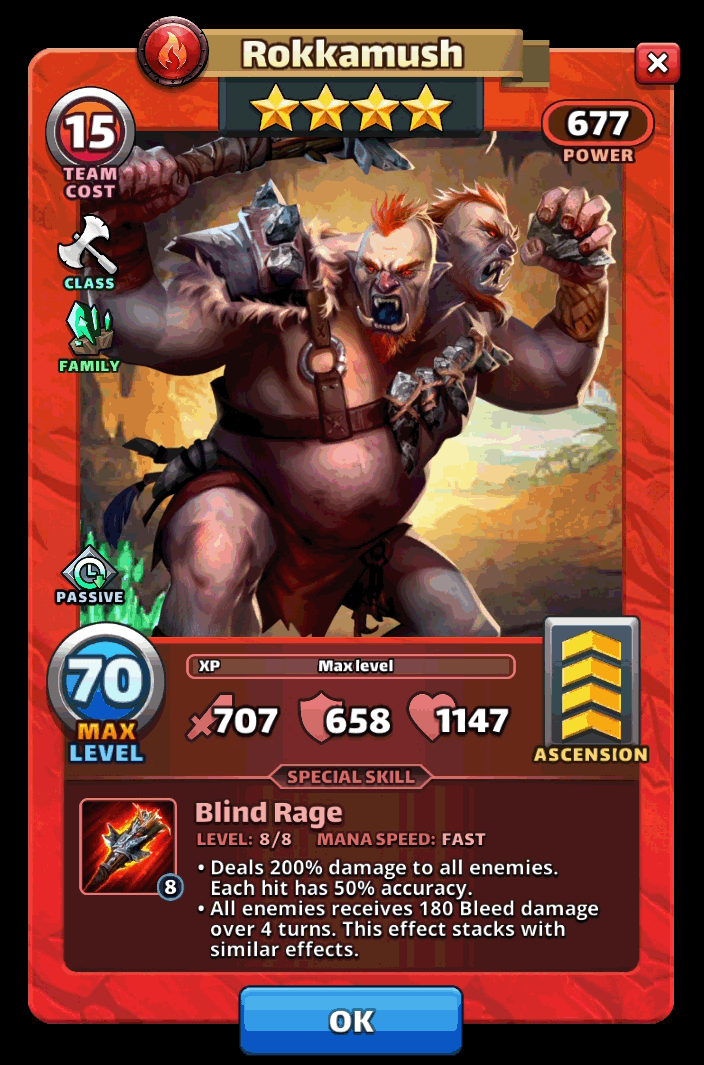 Rokkamush
15
TEAM
COST
677
POWER
CLASS
FAMILY
PASSIVE
70
MAX
LEVEL
XP Max level
707 658 1147
ASCENSION
SPECIAL SKILL
Blind Rage
LEVEL: 8/8 MANA SPEED: FAST
8
• Deals 200% damage to all enemies.
Each hit has 50% accuracy.
• All enemies receives 180 Bleed damage
over 4 turns. This effect stacks with
similar effects.
OK